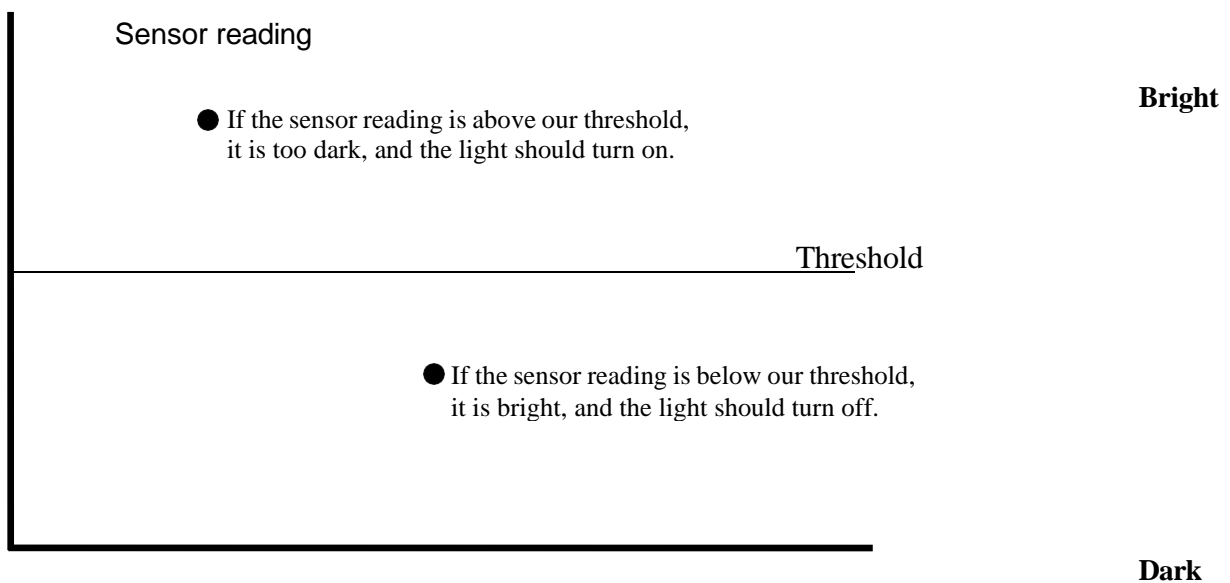 Sensor reading
Bright
If the sensor reading is above our threshold,
it is too dark, and the light should turn on.
Threshold
If the sensor reading is below our threshold,
it is bright, and the light should turn off.
Dark